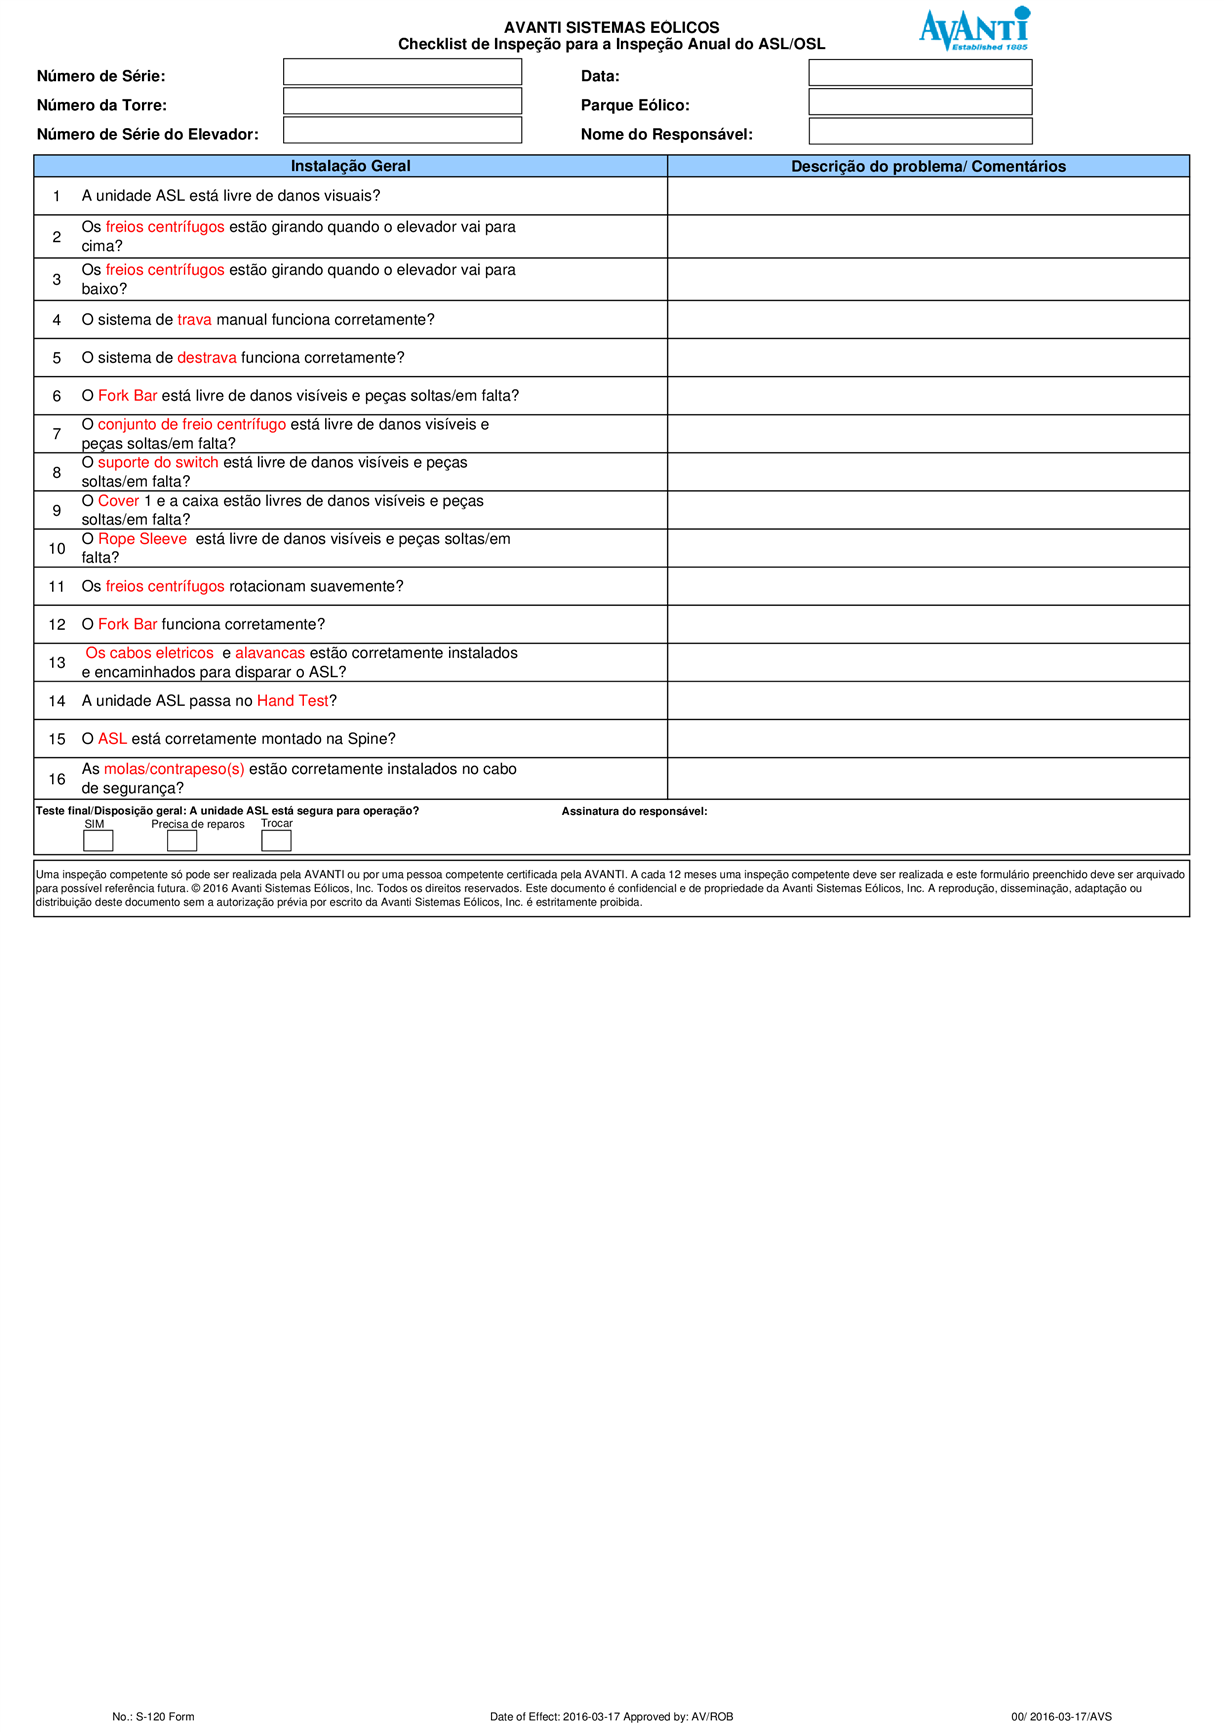 AVANTI SISTEMAS EÓLICOS
Checklist de Inspeção para a Inspeção Anual do ASL/OSL
AVANTI
Established 1885
Número de Série:
Data:
Número da Torre:
Parque Eólico:
Número de Série do Elevador:
Nome do Responsável:
Instalação Geral
Descrição do problema/ Comentários
1 A unidade ASL está livre de danos visuais?
2 Os freios centrífugos estão girando quando o elevador vai para
cima?
3 Os freios centrífugos estão girando quando o elevador vai para
baixo?
4 O sistema de trava manual funciona corretamente?
5 O sistema de destrava funciona corretamente?
6 O Fork Bar está livre de danos visíveis e peças soltas/em falta?
7 O conjunto de freio centrífugo está livre de danos visíveis e
peças soltas/em falta?
8 O suporte do switch está livre de danos visíveis e peças
soltas/em falta?
9 O Cover 1 e a caixa estão livres de danos visíveis e peças
soltas/em falta?
10 O Rope Sleeve está livre de danos visíveis e peças soltas/em
falta?
11 Os freios centrífugos rotacionam suavemente?
12 O Fork Bar funciona corretamente?
13 Os cabos eletricos e alavancas estão corretamente instalados
e encaminhados para disparar o ASL?
14 A unidade ASL passa no Hand Test?
15 O ASL está corretamente montado na Spine?
16 As molas/contrapeso(s) estão corretamente instalados no cabo
de segurança?
Teste final/Disposição geral: A unidade ASL está segura para operação?
Assinatura do responsável:
SIM Precisa de reparos Trocar
Uma inspeção competente só pode ser realizada pela AVANTI ou por uma pessoa competente certificada pela AVANTI. A cada 12 meses uma inspeção competente deve ser realizada e este formulário preenchido deve ser arquivado
para possível referência futura. © 2016 Avanti Sistemas Eólicos, Inc. Todos os direitos reservados. Este documento é confidencial e de propriedade da Avanti Sistemas Eólicos, Inc. A reprodução, disseminação, adaptação ou
distribuição deste documento sem a autorização prévia por escrito da Avanti Sistemas Eólicos, Inc. é estritamente proibida.
No.: S-120 Form
Date of Effect: 2016-03-17 Approved by: AV/ROB
00/ 2016-03-17/AVS